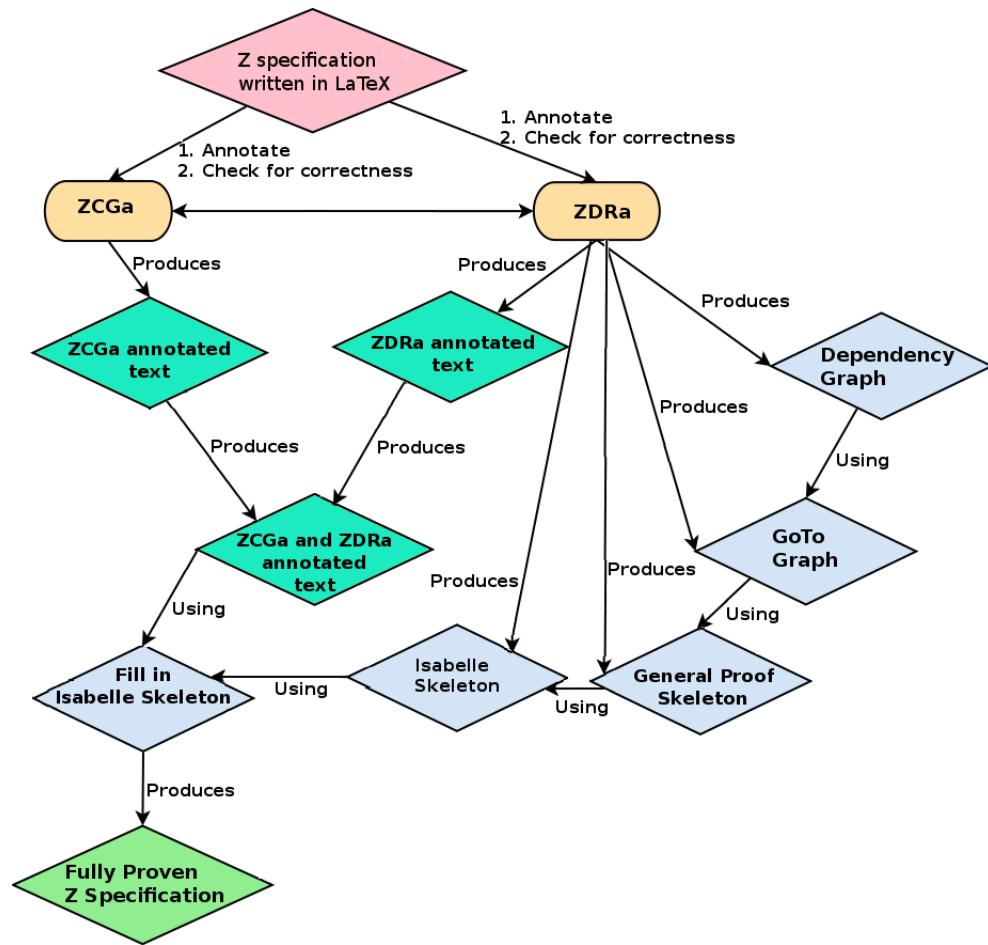 Z specification
written in LaTeX
1. Annotate
2. Check for correctness
1. Annotate
2. Check for correctness
ZCGa
ZDRa
Produces
Produces
Produces
ZCGa annotated
text
ZDRa annotated
text
Dependency
Graph
Produces
Produces
Produces
Using
ZCGa and ZDRa
annotated
text
GoTo
Graph
Produces
Produces
Using
Using
Fill in
Isabelle Skeleton
Using
Isabelle
Skeleton
Using
General Proof
Skeleton
Produces
Fully Proven
Z Specification